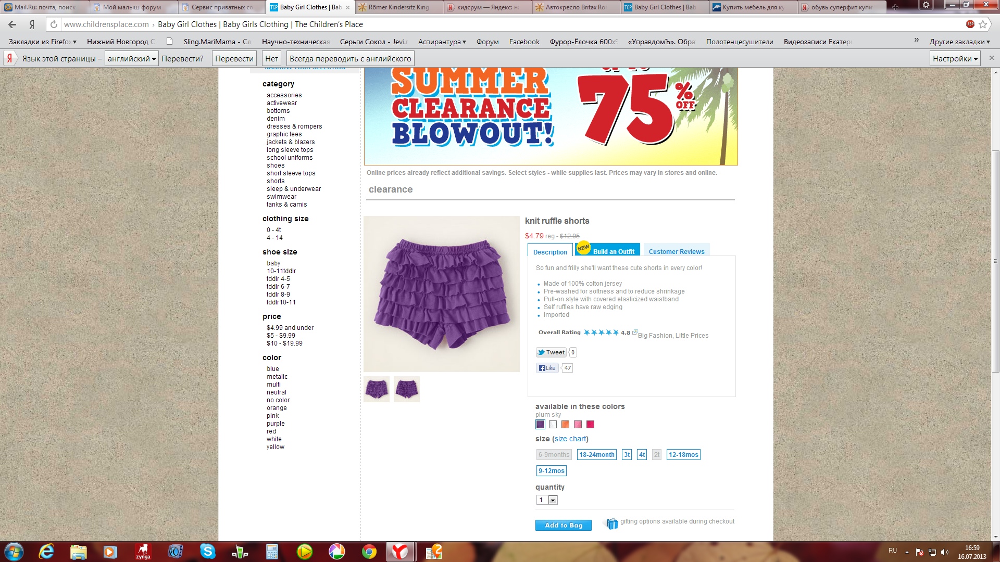 Mail.Ru: почта, поиск
Мой малыш форум
Сервис приватных со
Baby Girl Clothes | Bab
Römer Kindersitz King
кидсрум — Яндекс: н
Автокресло Britax Ror
Baby Girl Clothes | Bab
Купить мебель для ку
обувь суперфит купи
www.childrensplace.com › Baby Girl Clothes | Baby Girls Clothing | The Children's Place
ABP
Закладки из Firefox
Нижний Новгород С
Sling.MariMama - Сл
Научно-техническая
Серьги Сокол - Jevi.r
Аспирантура
Форум
Facebook
Фурор-Ёлочка 600x9
«УправдомЪ». Обра
Полотенцесушители
Видеозаписи Екатер
»
Другие закладки
Язык этой страницы – английский Перевести? Перевести Нет Всегда переводить с английского
Настройки
NARROW YOUR SELECTION
category
accessories
activewear
bottoms
denim
dresses & rompers
graphic tees
jackets & blazers
long sleeve tops
school uniforms
shoes
short sleeve tops
shorts
sleep & underwear
swimwear
tanks & camis
clothing size
0 - 4t
4 - 14
shoe size
baby
10-11tddlr
tddlr 4-5
tddlr 6-7
tddlr 8-9
tddlr10-11
price
$4.99 and under
$5 - $9.99
$10 - $19.99
color
blue
metalic
multi
neutral
no color
orange
pink
purple
red
white
yellow
SUMMER
CLEARANCE
BLOWOUT!
up to
75% OFF
Online prices already reflect additional savings. Select styles - while supplies last. Prices may vary in stores and online.
clearance
knit ruffle shorts
$4.79 reg - $12.95
Description
NEW Build an Outfit
Customer Reviews
So fun and frilly she'll want these cute shorts in every color!
Made of 100% cotton jersey
Pre-washed for softness and to reduce shrinkage
Pull-on style with covered elasticized waistband
Self ruffles have raw edging
Imported
Overall Rating 4.8 Big Fashion, Little Prices
Tweet 0
Like 47
available in these colors
plum sky
size (size chart)
6-9months 18-24month 3t 4t 2t 12-18mos
9-12mos
quantity
1
Add to Bag
gifting options available during checkout
zynga
2
RU
16:59
16.07.2013